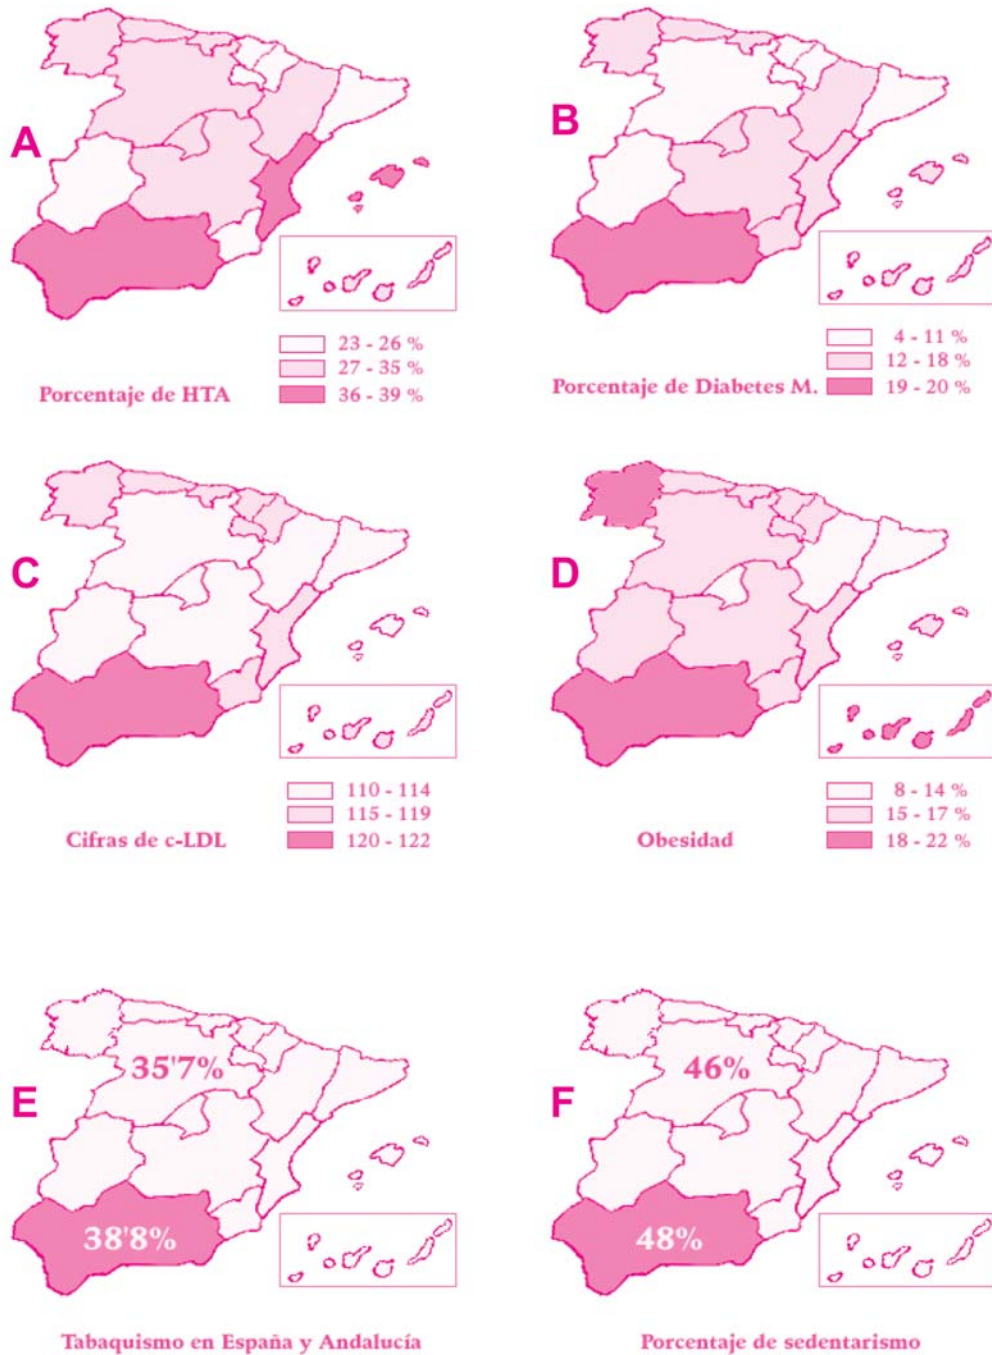 A
B
23 - 26 %
27 - 35 %
36 - 39 %
Porcentaje de HTA
4 - 11 %
12 - 18 %
19 - 20 %
Porcentaje de Diabetes M.
C
D
110 - 114
115 - 119
120 - 122
Cifras de c-LDL
8 - 14 %
15 - 17 %
18 - 22 %
Obesidad
E
35'7%
38'8%
Tabaquismo en España y Andalucía
F
46%
48%
Porcentaje de sedentarismo